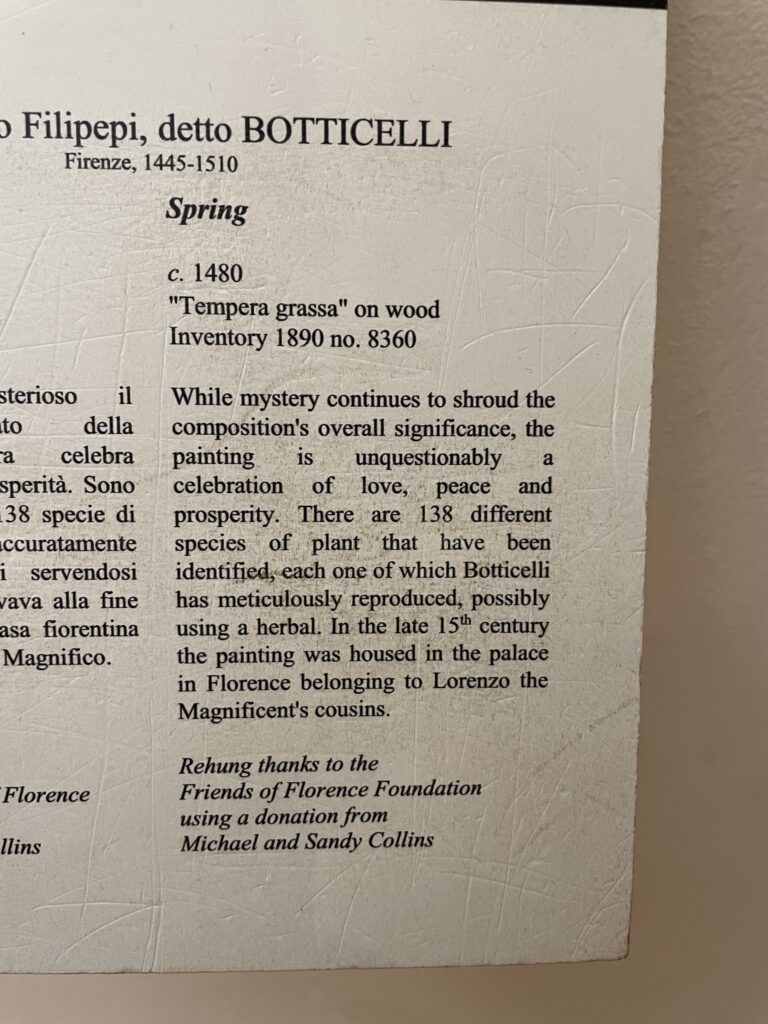 Filipepi, detto BOTTICELLI
Firenze, 1445-1510
Spring
c. 1480
"Tempera grassa" on wood
Inventory 1890 no. 8360
sterioso il
ato della
ra celebra
sperità. Sono
138 specie di
accuratamente
i servendosi
vava alla fine
asa fiorentina
Magnifico.
Florence
llins
While mystery continues to shroud the
composition's overall significance, the
painting is unquestionably a
celebration of love, peace and
prosperity. There are 138 different
species of plant that have been
identified, each one of which Botticelli
has meticulously reproduced, possibly
using a herbal. In the late 15th century
the painting was housed in the palace
in Florence belonging to Lorenzo the
Magnificent's cousins.
Rehung thanks to the
Friends of Florence Foundation
using a donation from
Michael and Sandy Collins